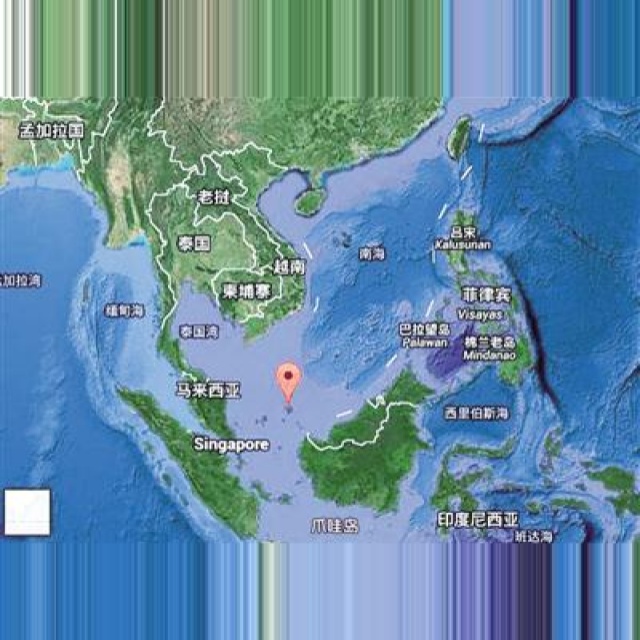 孟加拉国
老挝
泰国
越南
南海
吕宋
Kalusunan
加拉湾
缅甸海
柬埔寨
菲律宾
Visayas
泰国湾
巴拉望岛
Palawan
棉兰老岛
Mindanao
马来西亚
西里伯斯海
Singapore
爪哇岛
印度尼西亚
班达海